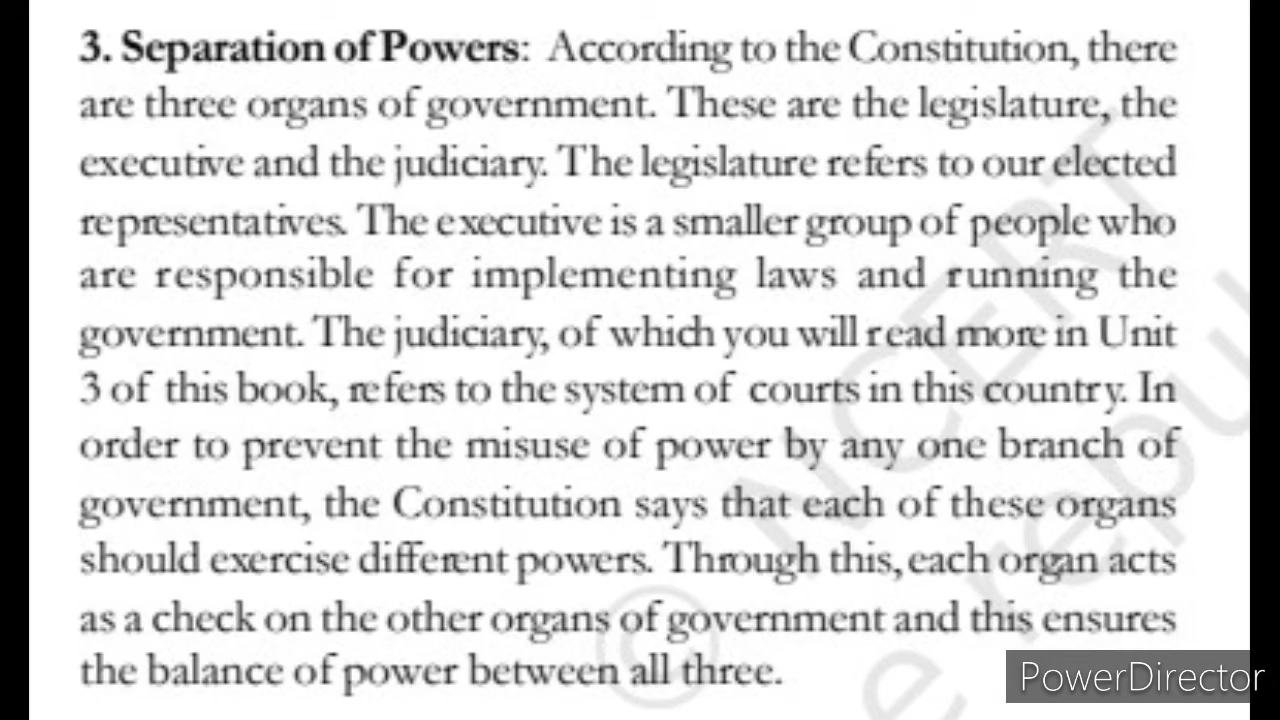 3. Separation of Powers: According to the Constitution, there
are three organs of government. These are the legislature, the
executive and the judiciary. The legislature refers to our elected
representatives. The executive is a smaller group of people who
are responsible for implementing laws and running the
government. The judiciary, of which you will read more in Unit
3 of this book, refers to the system of courts in this country. In
order to prevent the misuse of power by any one branch of
government, the Constitution says that each of these organs
should exercise different powers. Through this, each organ acts
as a check on the other organs of government and this ensures
the balance of power between all three.
© NCERT
PowerDirector